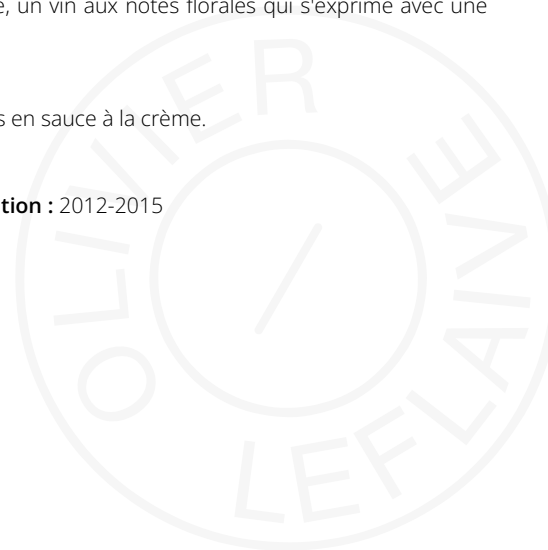 , un vin aux notes florales qui s'exprime avec une
s en sauce à la crème.
tion : 2012-2015
OLIVIER
LEFLAIVE